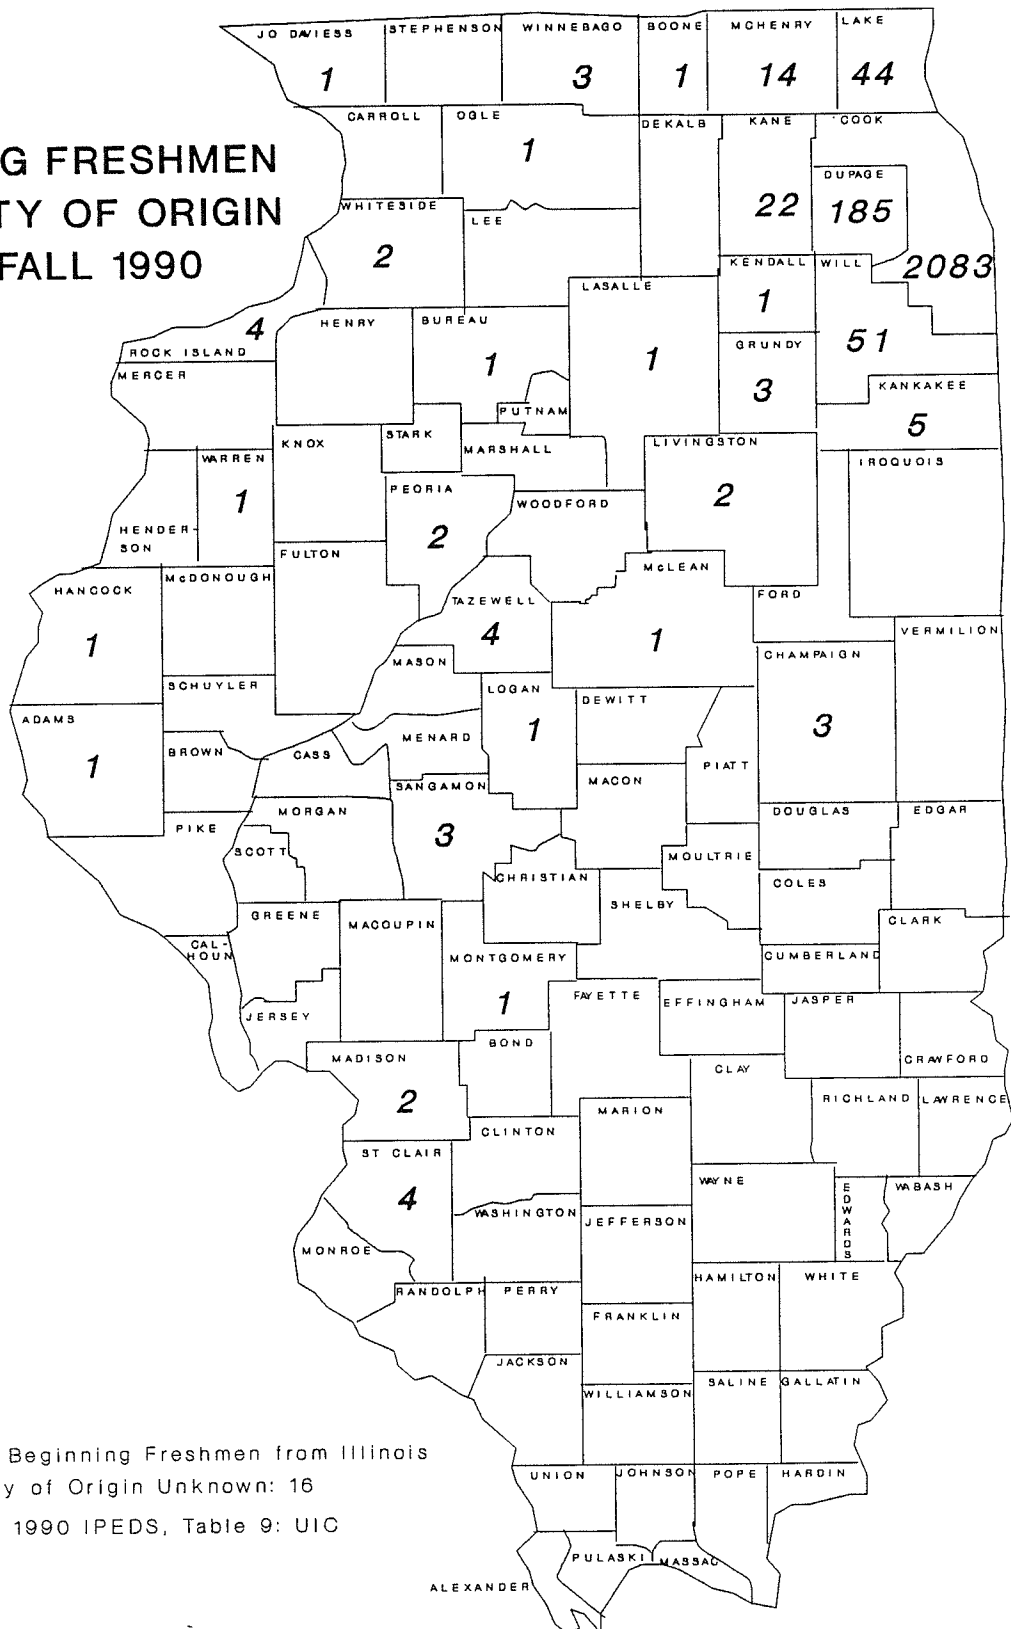 JO DAVIESS STEPHENSON WINNEBAGO BOONE MCHENRY LAKE
1 3 1 14 44
CARROLL OGLE DEKALB KANE COOK
G FRESHMEN
1
DUPAGE
TY OF ORIGIN
WHITESIDE LEE
22 185
FALL 1990
2
KENDALL WILL 2083
LASALLE
1
4 HENRY BUREAU
ROCK ISLAND
GRUNDY 51
MERCER
1 1
3
KANKAKEE
PUTNAM
5
STARK
KNOX LIVINGSTON
MARSHALL
WARREN IROQUOIS
1
PEORIA
2
WOODFORD
HENDER-
SON
2
FULTON
MCLEAN
McDONOUGH
HANCOCK
TAZEWELL FORD
1
4 1
VERMILION
MASON CHAMPAIGN
SCHUYLER LOGAN DEWITT
ADAMS
1
MENARD 1 3
BROWN CASS
PIATT
1
SANGAMON MACON
MORGAN DOUGLAS EDGAR
PIKE
3
SCOTT MOULTRIE
CHRISTIAN COLES
SHELBY
GREENE CLARK
MACOUPIN
CAL-
HOUN
MONTGOMERY CUMBERLAND
1
FAYETTE EFFINGHAM JASPER
JERSEY
BOND
MADISON CRAWFORD
CLAY
2
RICHLAND LAWRENCE
MARION
CLINTON
ST CLAIR
WAYNE EDWARDS WABASH
4
WASHINGTON
JEFFERSON
MONROE
HAMILTON WHITE
RANDOLPH PERRY
FRANKLIN
JACKSON
SALINE GALLATIN
WILLIAMSON
Beginning Freshmen from Illinois
UNION JOHNSON POPE HARDIN
y of Origin Unknown: 16
1990 IPEDS, Table 9: UIC
PULASKI MASSAC
ALEXANDER